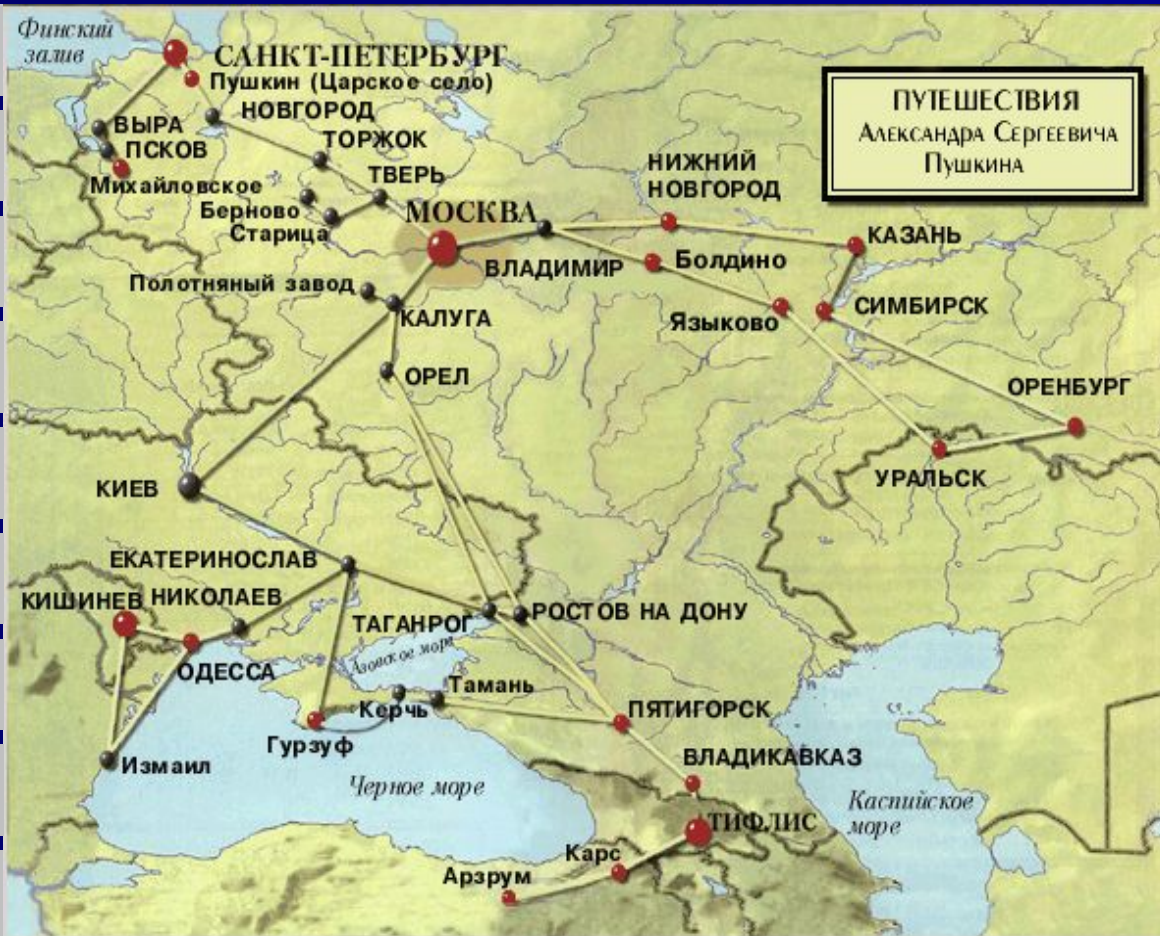 Финский
залив
САНКТ-ПЕТЕРБУРГ
Пушкин (Царское село)
НОВГОРОД
ВЫРА
ПСКОВ
ТОРЖОК
Михайловское
ТВЕРЬ
Берново
Старица
МОСКВА
НИЖНИЙ
НОВГОРОД
ПУТЕШЕСТВИЯ
Александра Сергеевича
Пушкина
КАЗАНЬ
ВЛАДИМИР
Болдино
Полотняный завод
КАЛУГА
Языково
СИМБИРСК
ОРЕЛ
ОРЕНБУРГ
УРАЛЬСК
КИЕВ
ЕКАТЕРИНОСЛАВ
КИШИНЕВ
НИКОЛАЕВ
ТАГАНРОГ
РОСТОВ НА ДОНУ
Азовское море
ОДЕССА
Тамань
Керчь
ПЯТИГОРСК
Гурзуф
Измаил
ВЛАДИКАВКАЗ
Черное море
Каспийское
море
ТИФЛИС
Карс
Арзрум